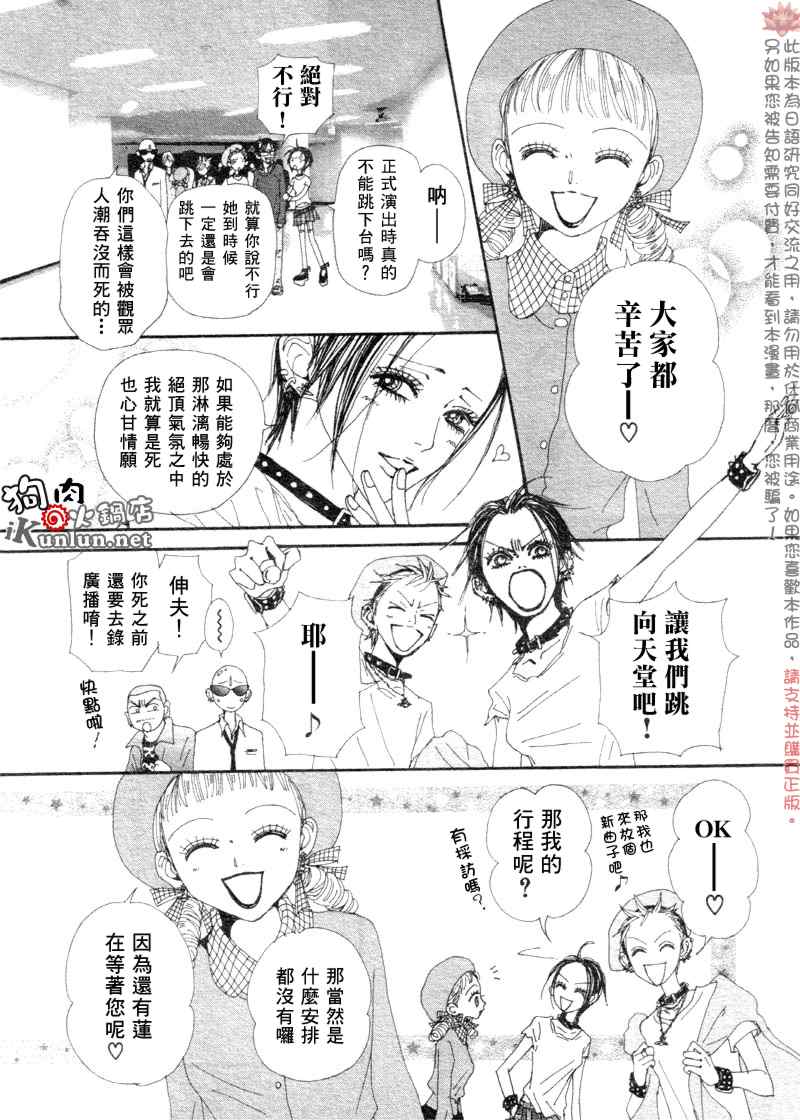 大家都
辛苦了ー♡
吶ー
正式演出時真的
不能跳下台嗎？
絕對
不行！
就算你說不行
她到時候
一定還是會
跳下去的吧
你們這樣會被觀眾
人潮吞沒而死的…
如果能夠處於
那淋漓暢快的
絕頂氣氛之中
我就算是死
也心甘情願
讓我們跳
向天堂吧！
耶ー♪
伸夫！
你死之前
還要去錄
廣播唷！
快點啦！
OKー♡
那我也
來放個
新曲子吧♪
那我的
行程呢？
有採訪嗎？
那當然是
什麼安排
都沒有囉
因為還有蓮
在等著您呢♡
狗肉火鍋店
iKunlun.net
此版本為日語研究同好交流之用，請勿用於任何商業用途。如果您喜歡本作品，請支持並購買正版。
另如果您被告知需要付費，才能看到本漫畫，那麼，您被騙了！